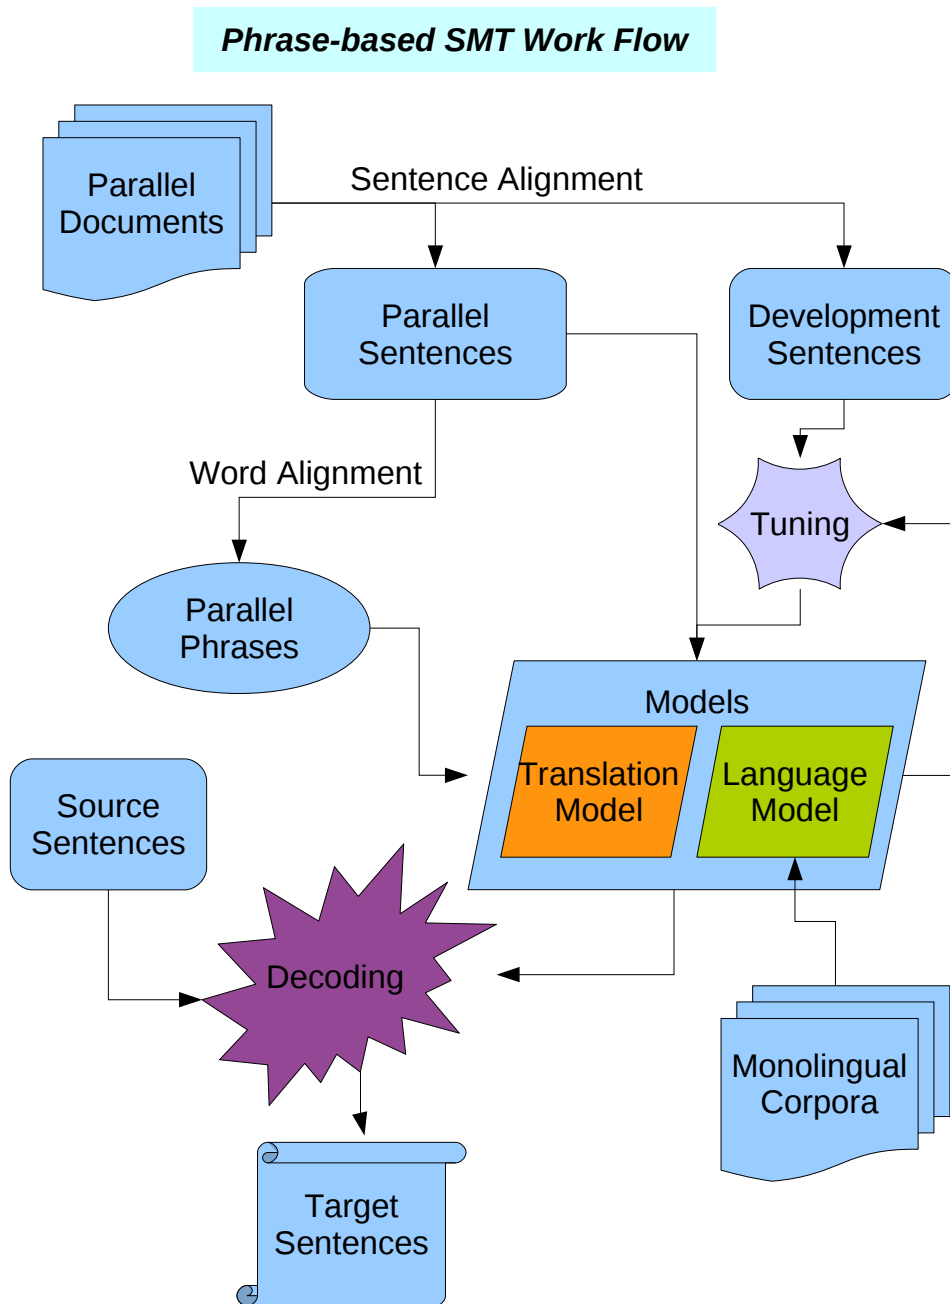 Phrase-based SMT Work Flow
Parallel
Documents
Sentence Alignment
Parallel
Sentences
Development
Sentences
Word Alignment
Tuning
Parallel
Phrases
Models
Translation
Model
Language
Model
Source
Sentences
Decoding
Monolingual
Corpora
Target
Sentences